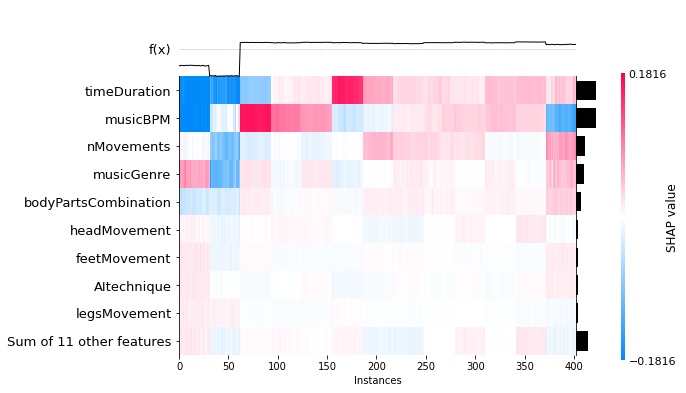 f(x)
timeDuration
musicBPM
nMovements
musicGenre
bodyPartsCombination
headMovement
feetMovement
AItechnique
legsMovement
Sum of 11 other features
0 50 100 150 200 250 300 350 400
Instances
0.1816
−0.1816
SHAP value